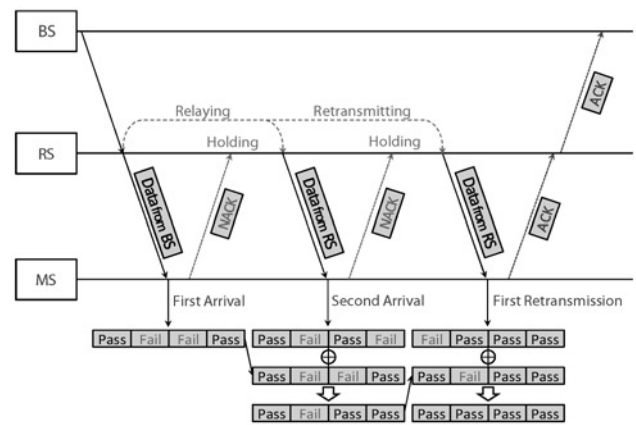 BS
Relaying
Retransmitting
ACK
RS
Holding
Holding
Data from BS
NACK
Data from RS
NACK
Data from RS
ACK
MS
First Arrival
Second Arrival
First Retransmission
Pass Fail Fail Pass
Pass Fail Pass Fail
Fail Pass Pass Pass
Pass Fail Fail Pass
Pass Fail Pass Pass
Pass Fail Pass Pass
Pass Pass Pass Pass